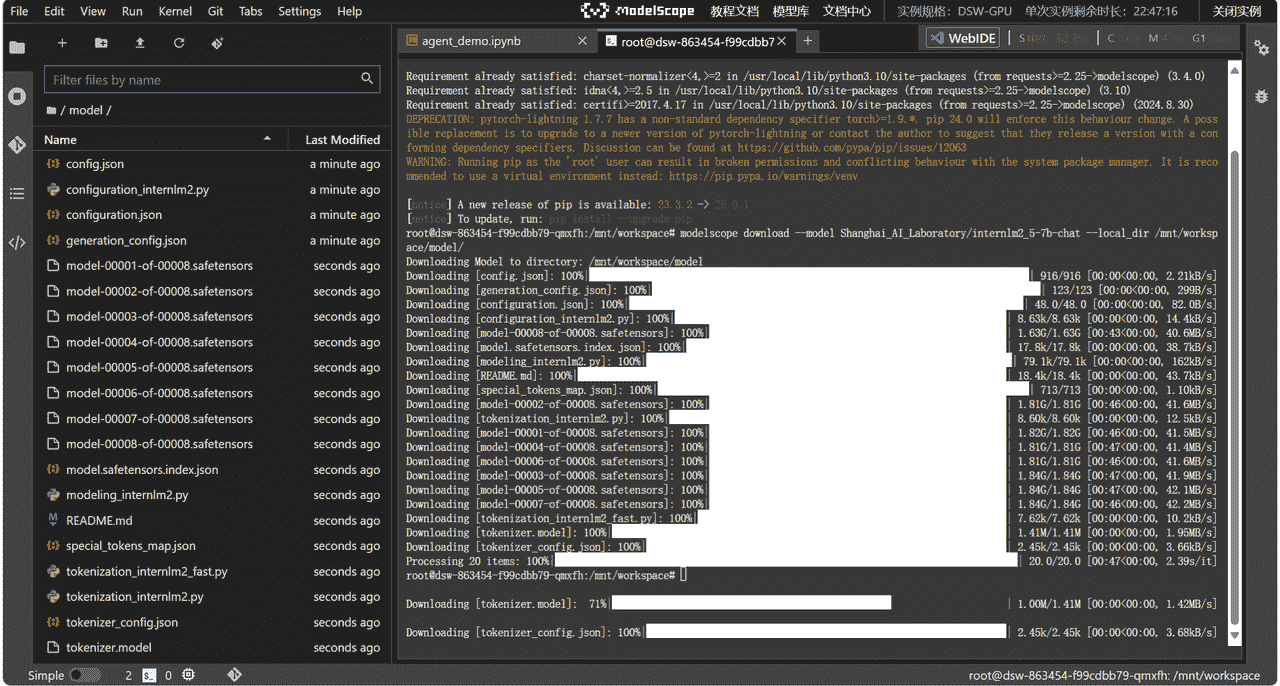 File Edit View Run Kernel Git Tabs Settings Help
ModelScope 教程文档 模型库 文档中心 实例规格: DSW-GPU 单次实例剩余时长: 22:47:16 关闭实例
agent_demo.ipynb
root@dsw-863454-f99cdbb7
WebIDE
Filter files by name
/ model /
Name Last Modified
config.json a minute ago
configuration_internlm2.py a minute ago
configuration.json a minute ago
generation_config.json a minute ago
model-00001-of-00008.safetensors seconds ago
model-00002-of-00008.safetensors seconds ago
model-00003-of-00008.safetensors seconds ago
model-00004-of-00008.safetensors seconds ago
model-00005-of-00008.safetensors seconds ago
model-00006-of-00008.safetensors seconds ago
model-00007-of-00008.safetensors seconds ago
model-00008-of-00008.safetensors seconds ago
model.safetensors.index.json seconds ago
modeling_internlm2.py seconds ago
README.md seconds ago
special_tokens_map.json seconds ago
tokenization_internlm2_fast.py seconds ago
tokenization_internlm2.py seconds ago
tokenizer_config.json seconds ago
tokenizer.model seconds ago
Requirement already satisfied: charset-normalizer<4,>=2 in /usr/local/lib/python3.10/site-packages (from requests>=2.25->modelscope) (3.4.0)
Requirement already satisfied: idna<4,>=2.5 in /usr/local/lib/python3.10/site-packages (from requests>=2.25->modelscope) (3.10)
Requirement already satisfied: certifi>=2017.4.17 in /usr/local/lib/python3.10/site-packages (from requests>=2.25->modelscope) (2024.8.30)
DEPRECATION: pytorch-lightning 1.7.7 has a non-standard dependency specifier torch>=1.9.*. pip 24.0 will enforce this behaviour change. A poss
ible replacement is to upgrade to a newer version of pytorch-lightning or contact the author to suggest that they release a version with a con
forming dependency specifiers. Discussion can be found at https://github.com/pypa/pip/issues/12063
WARNING: Running pip as the 'root' user can result in broken permissions and conflicting behaviour with the system package manager. It is reco
mmended to use a virtual environment instead: https://pip.pypa.io/warnings/venv
[notice] A new release of pip is available: 23.3.2 -> 25.0.1
[notice] To update, run: pip install --upgrade pip
root@dsw-863454-f99cdbb79-qmxfh:/mnt/workspace# modelscope download --model Shanghai_AI_Laboratory/internlm2_5-7b-chat --local_dir /mnt/worksp
ace/model/
Downloading Model to directory: /mnt/workspace/model
Downloading [config.json]: 100%| | 916/916 [00:00<00:00, 2.21kB/s]
Downloading [generation_config.json]: 100%| | 123/123 [00:00<00:00, 299B/s]
Downloading [configuration.json]: 100%| | 48.0/48.0 [00:00<00:00, 82.0B/s]
Downloading [configuration_internlm2.py]: 100%| | 8.63k/8.63k [00:00<00:00, 14.4kB/s]
Downloading [model-00008-of-00008.safetensors]: 100%| | 1.63G/1.63G [00:43<00:00, 40.6MB/s]
Downloading [model.safetensors.index.json]: 100%| | 17.8k/17.8k [00:00<00:00, 38.7kB/s]
Downloading [modeling_internlm2.py]: 100%| | 79.1k/79.1k [00:00<00:00, 162kB/s]
Downloading [README.md]: 100%| | 18.4k/18.4k [00:00<00:00, 43.7kB/s]
Downloading [special_tokens_map.json]: 100%| | 713/713 [00:00<00:00, 1.10kB/s]
Downloading [model-00002-of-00008.safetensors]: 100%| | 1.81G/1.81G [00:46<00:00, 41.6MB/s]
Downloading [tokenization_internlm2.py]: 100%| | 8.60k/8.60k [00:00<00:00, 12.5kB/s]
Downloading [model-00001-of-00008.safetensors]: 100%| | 1.82G/1.82G [00:46<00:00, 41.5MB/s]
Downloading [model-00004-of-00008.safetensors]: 100%| | 1.81G/1.81G [00:47<00:00, 41.4MB/s]
Downloading [model-00006-of-00008.safetensors]: 100%| | 1.81G/1.81G [00:46<00:00, 41.6MB/s]
Downloading [model-00003-of-00008.safetensors]: 100%| | 1.84G/1.84G [00:47<00:00, 41.9MB/s]
Downloading [model-00005-of-00008.safetensors]: 100%| | 1.84G/1.84G [00:47<00:00, 42.1MB/s]
Downloading [model-00007-of-00008.safetensors]: 100%| | 1.84G/1.84G [00:46<00:00, 42.2MB/s]
Downloading [tokenization_internlm2_fast.py]: 100%| | 7.62k/7.62k [00:00<00:00, 10.2kB/s]
Downloading [tokenizer.model]: 100%| | 1.41M/1.41M [00:00<00:00, 1.95MB/s]
Downloading [tokenizer_config.json]: 100%| | 2.45k/2.45k [00:00<00:00, 3.66kB/s]
Processing 20 items: 100%| | 20.0/20.0 [00:47<00:00, 2.39s/it]
root@dsw-863454-f99cdbb79-qmxfh:/mnt/workspace#
Downloading [tokenizer.model]: 71%| | 1.00M/1.41M [00:00<00:00, 1.42MB/s]
Downloading [tokenizer_config.json]: 100%| | 2.45k/2.45k [00:00<00:00, 3.68kB/s]
Simple 2 0 root@dsw-863454-f99cdbb79-qmxfh: /mnt/workspace